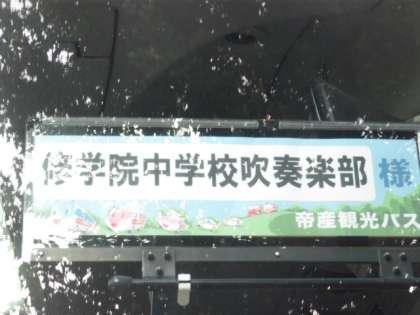 修学院中学校吹奏楽部 様
帝産観光バス